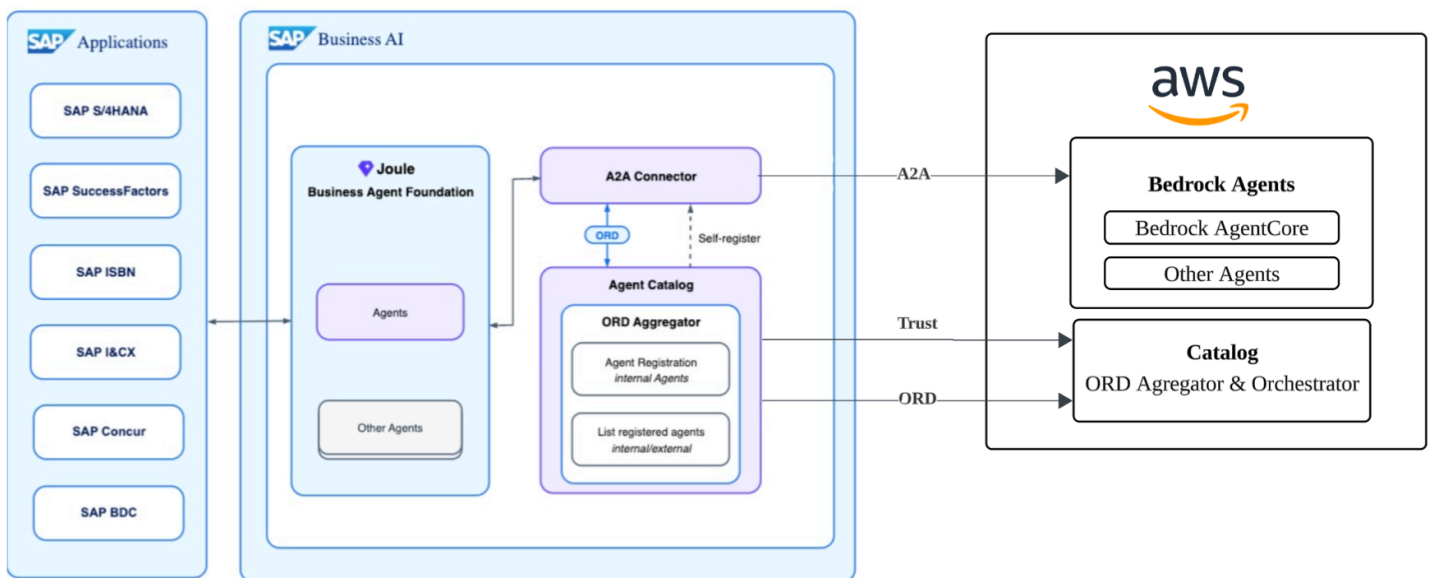 SAP Applications
SAP S/4HANA
SAP SuccessFactors
SAP ISBN
SAP I&CX
SAP Concur
SAP BDC
SAP Business AI
Joule
Business Agent Foundation
Agents
Other Agents
A2A Connector
ORD
Self-register
Agent Catalog
ORD Aggregator
Agent Registration
internal Agents
List registered agents
internal/external
A2A
Trust
ORD
aws
Bedrock Agents
Bedrock AgentCore
Other Agents
Catalog
ORD Agregator & Orchestrator